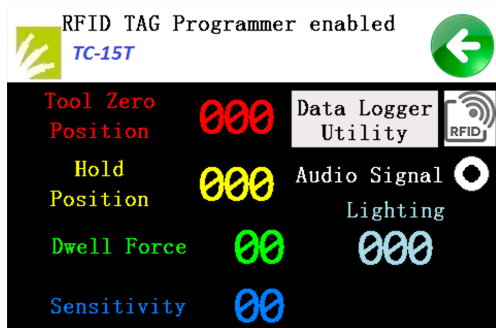 RFID TAG Programmer enabled
TC-15T
Tool Zero
Position
000
Data Logger
Utility
RFID
Hold
Position
000
Audio Signal
Lighting
000
Dwell Force
00
Sensitivity
00